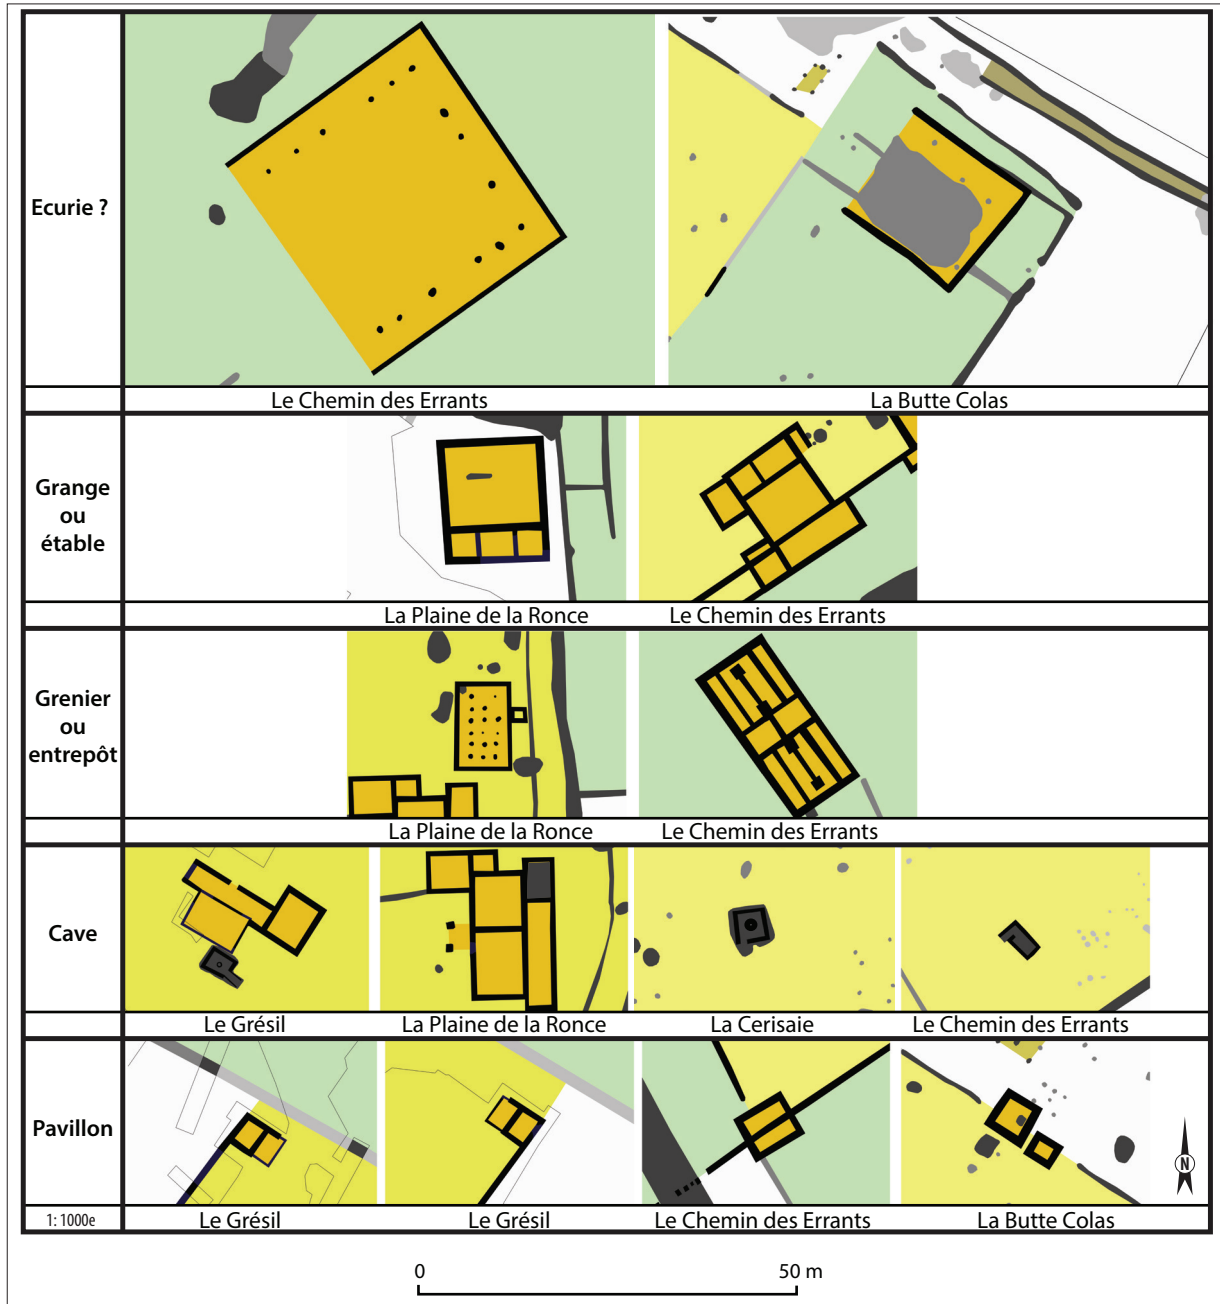 Ecurie ?
Le Chemin des Errants
La Butte Colas
Grange
ou
étable
La Plaine de la Ronce
Le Chemin des Errants
Grenier
ou
entrepôt
La Plaine de la Ronce
Le Chemin des Errants
Cave
Le Grésil
La Plaine de la Ronce
La Cerisaie
Le Chemin des Errants
Pavillon
N
1: 1000e
Le Grésil
Le Grésil
Le Chemin des Errants
La Butte Colas
0
50 m